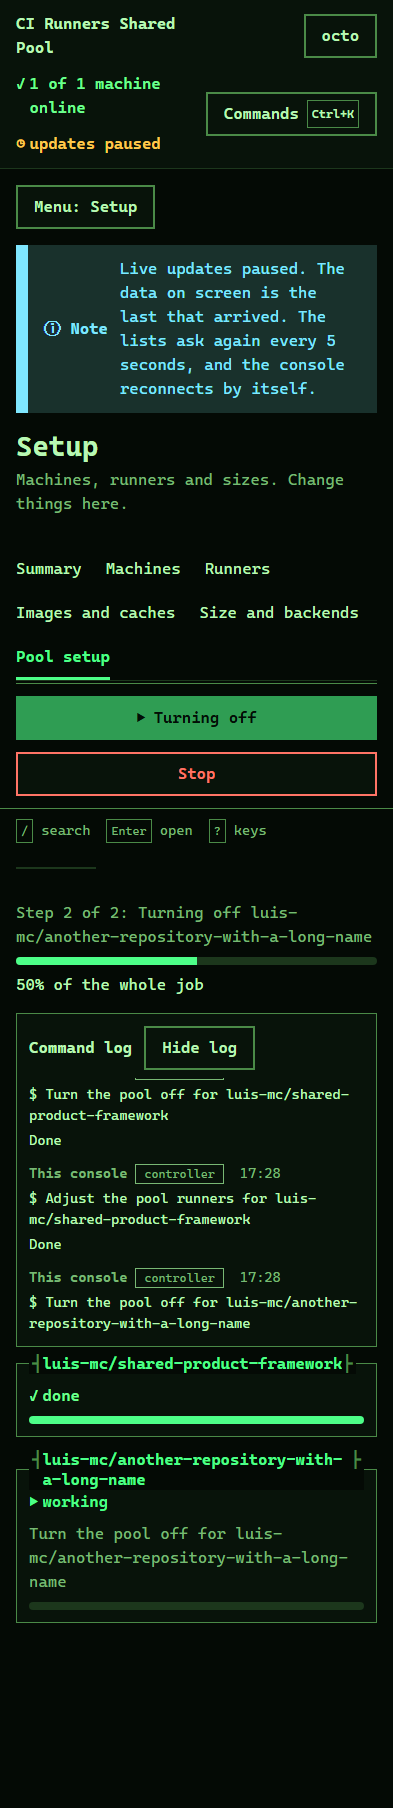 CI Runners Shared
Pool
octo
√ 1 of 1 machine
online
Commands Ctrl+K
◷ updates paused
Menu: Setup
ⓘ Note
Live updates paused. The
data on screen is the
last that arrived. The
lists ask again every 5
seconds, and the console
reconnects by itself.
Setup
Machines, runners and sizes. Change
things here.
Summary Machines Runners
Images and caches Size and backends
Pool setup
▶ Turning off
Stop
/ search Enter open ? keys
Step 2 of 2: Turning off luis-
mc/another-repository-with-a-long-name
50% of the whole job
Command log Hide log
$ Turn the pool off for luis-mc/shared-
product-framework
Done
This console controller 17:28
$ Adjust the pool runners for luis-
mc/shared-product-framework
Done
This console controller 17:28
$ Turn the pool off for luis-mc/another-
repository-with-a-long-name
┤luis-mc/shared-product-framework├
√ done
┤luis-mc/another-repository-with- ├
a-long-name
▶ working
Turn the pool off for luis-
mc/another-repository-with-a-long-
name